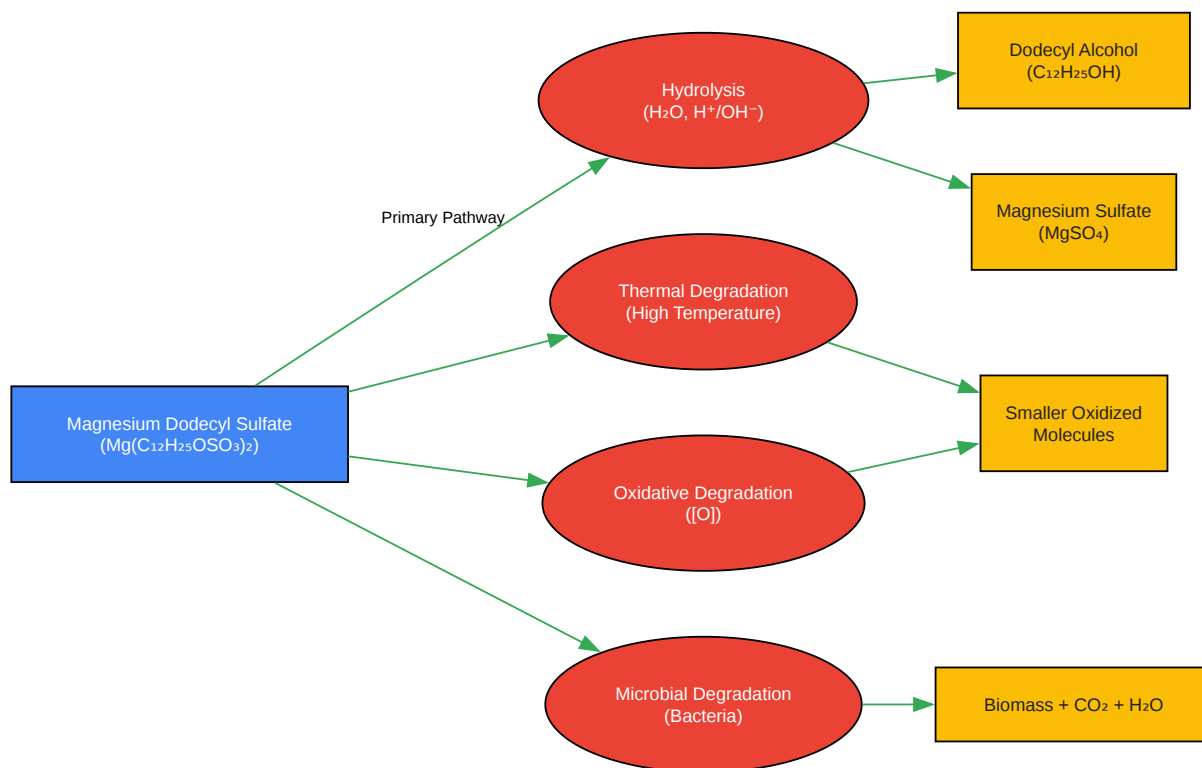 Dodecyl Alcohol
(C₁₂H₂₅OH)
Hydrolysis
(H₂O, H⁺/OH⁻)
Magnesium Sulfate
(MgSO₄)
Primary Pathway
Thermal Degradation
(High Temperature)
Smaller Oxidized
Molecules
Magnesium Dodecyl Sulfate
(Mg(C₁₂H₂₅OSO₃)₂)
Oxidative Degradation
([O])
Microbial Degradation
(Bacteria)
Biomass + CO₂ + H₂O